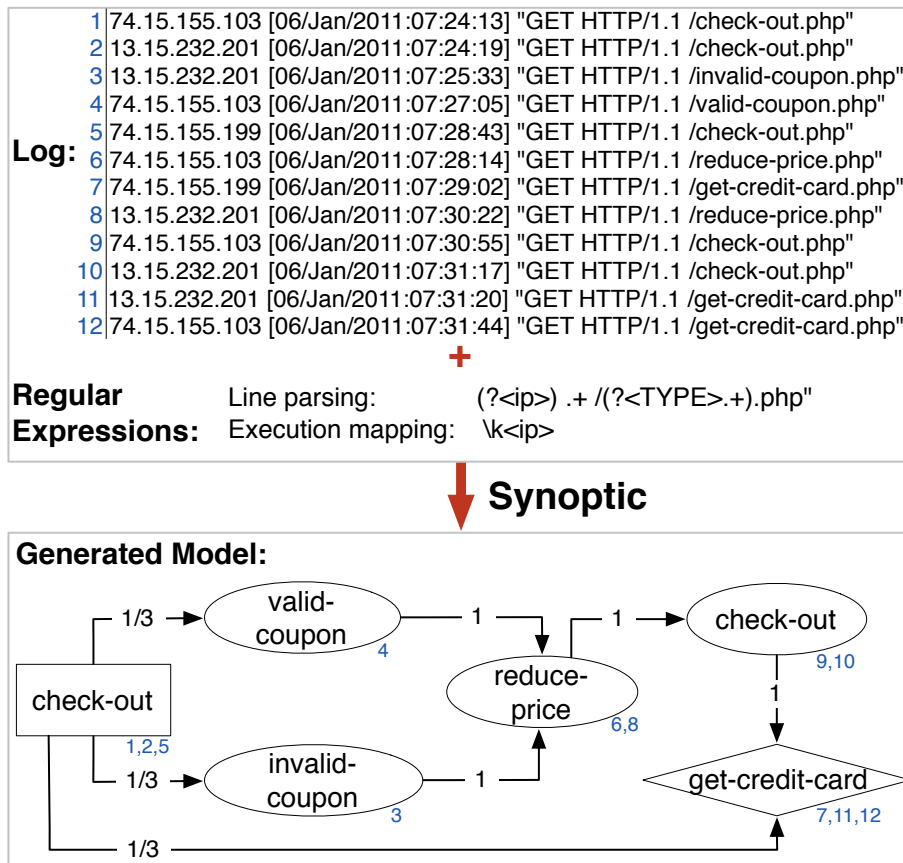 1 74.15.155.103 [06/Jan/2011:07:24:13] "GET HTTP/1.1 /check-out.php"
2 13.15.232.201 [06/Jan/2011:07:24:19] "GET HTTP/1.1 /check-out.php"
3 13.15.232.201 [06/Jan/2011:07:25:33] "GET HTTP/1.1 /invalid-coupon.php"
4 74.15.155.103 [06/Jan/2011:07:27:05] "GET HTTP/1.1 /valid-coupon.php"
5 74.15.155.199 [06/Jan/2011:07:28:43] "GET HTTP/1.1 /check-out.php"
Log: 6 74.15.155.103 [06/Jan/2011:07:28:14] "GET HTTP/1.1 /reduce-price.php"
7 74.15.155.199 [06/Jan/2011:07:29:02] "GET HTTP/1.1 /get-credit-card.php"
8 13.15.232.201 [06/Jan/2011:07:30:22] "GET HTTP/1.1 /reduce-price.php"
9 74.15.155.103 [06/Jan/2011:07:30:55] "GET HTTP/1.1 /check-out.php"
10 13.15.232.201 [06/Jan/2011:07:31:17] "GET HTTP/1.1 /check-out.php"
11 13.15.232.201 [06/Jan/2011:07:31:20] "GET HTTP/1.1 /get-credit-card.php"
12 74.15.155.103 [06/Jan/2011:07:31:44] "GET HTTP/1.1 /get-credit-card.php"
+
Regular Line parsing: (?<ip>) .+ /(?<TYPE>.+).php"
Expressions: Execution mapping: \k<ip>
Synoptic
Generated Model:
1/3
valid-
coupon
4
1
1
check-out
9,10
check-out
1,2,5
reduce-
price
6,8
1
1/3
invalid-
coupon
3
1
get-credit-card
7,11,12
1/3